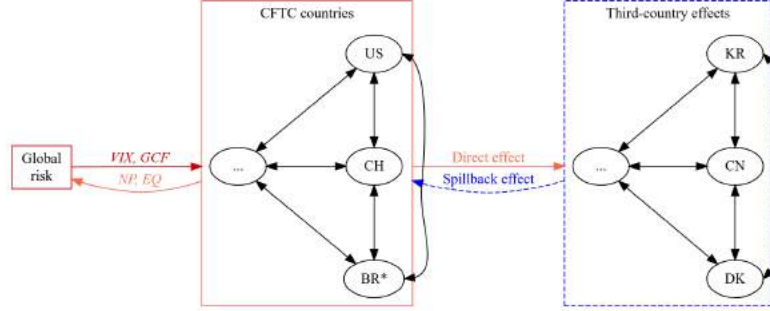 CFTC countries
Third-country effects
US
KR
Global
risk
VIX, GCF
NP, EQ
...
CH
Direct effect
Spillback effect
...
CN
BR*
DK